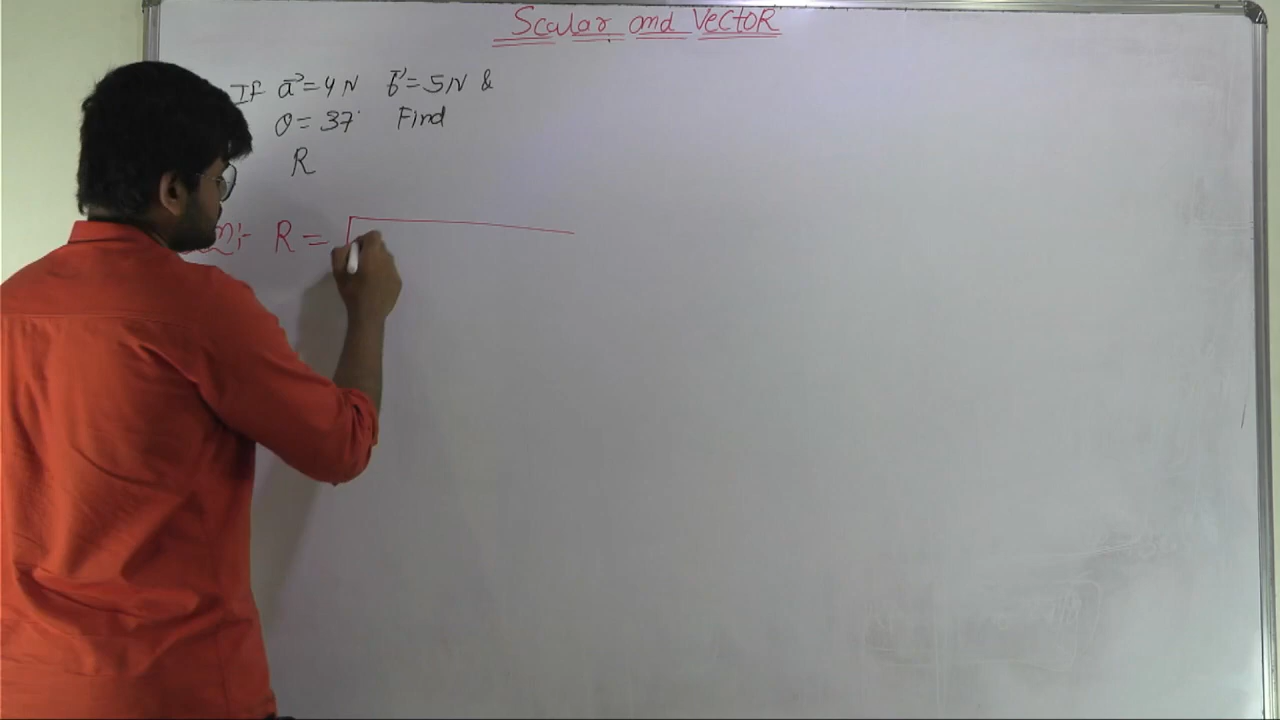 Scalar and VectoR
If a⃗ = 4 N b⃗ = 5 N &
θ = 37° Find
R
R = √